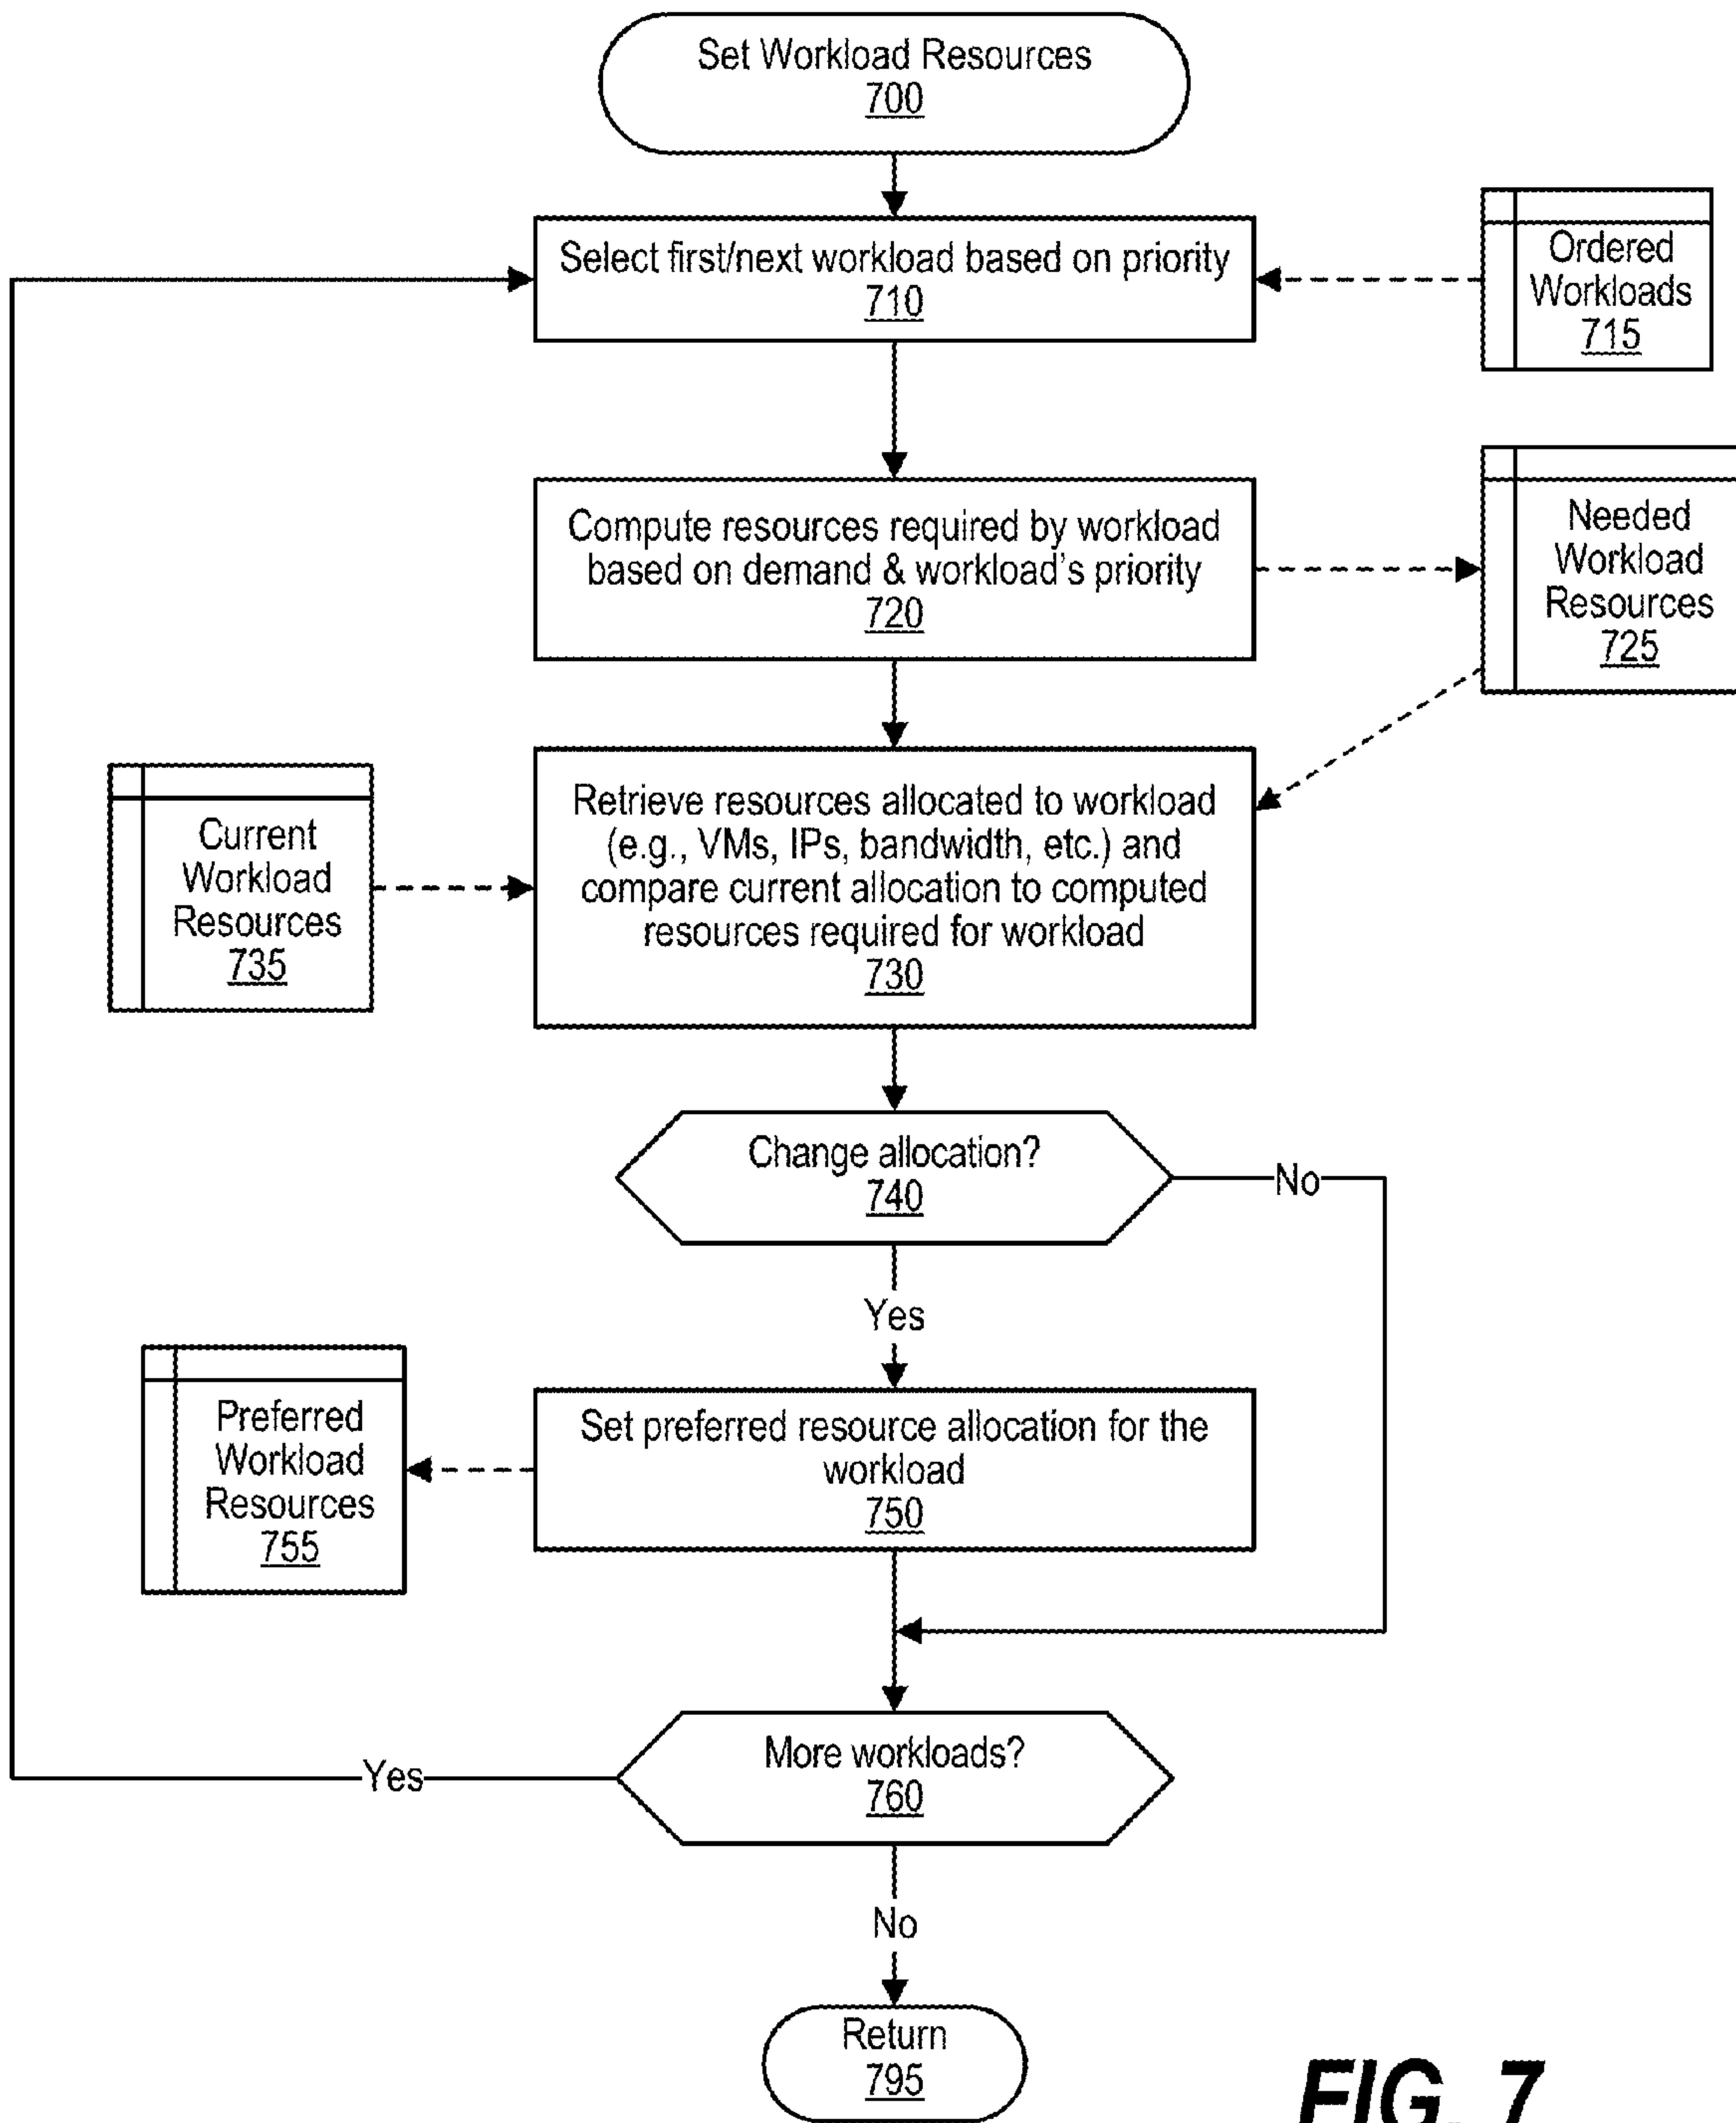 Set Workload Resources
700
Select first/next workload based on priority
710
Ordered
Workloads
715
Compute resources required by workload
based on demand & workload's priority
720
Needed
Workload
Resources
725
Current
Workload
Resources
735
Retrieve resources allocated to workload
(e.g., VMs, IPs, bandwidth, etc.) and
compare current allocation to computed
resources required for workload
730
Change allocation?
740
No
Yes
Preferred
Workload
Resources
755
Set preferred resource allocation for the
workload
750
More workloads?
760
Yes
No
Return
795
FIG. 7